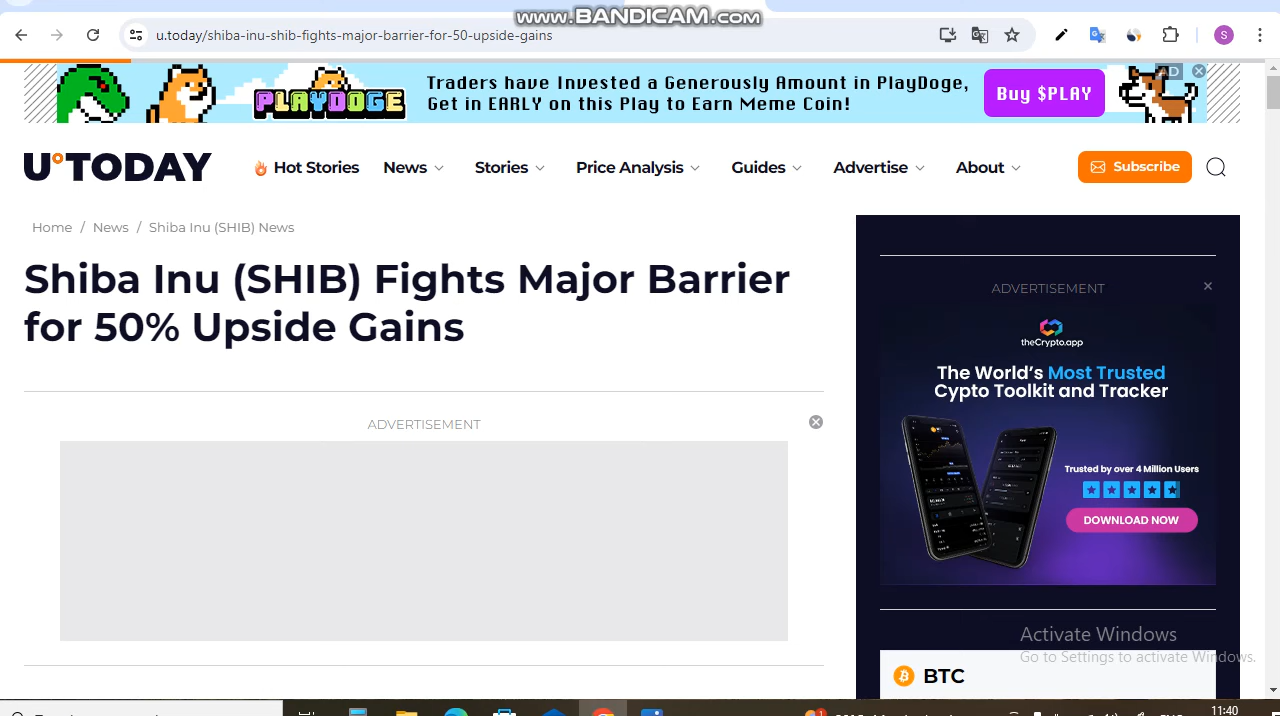 www.BANDICAM.com
u.today/shiba-inu-shib-fights-major-barrier-for-50-upside-gains
S
PLAYDOGE
Traders have Invested a Generously Amount in PlayDoge,
Get in EARLY on this Play to Earn Meme Coin!
Buy $PLAY
AD
U°TODAY
Hot Stories
News
Stories
Price Analysis
Guides
Advertise
About
Subscribe
Home / News / Shiba Inu (SHIB) News
Shiba Inu (SHIB) Fights Major Barrier
for 50% Upside Gains
ADVERTISEMENT
ADVERTISEMENT
theCrypto.app
The World's Most Trusted
Cypto Toolkit and Tracker
Trusted by over 4 Million Users
DOWNLOAD NOW
BTC
Activate Windows
Go to Settings to activate Windows.
11:40